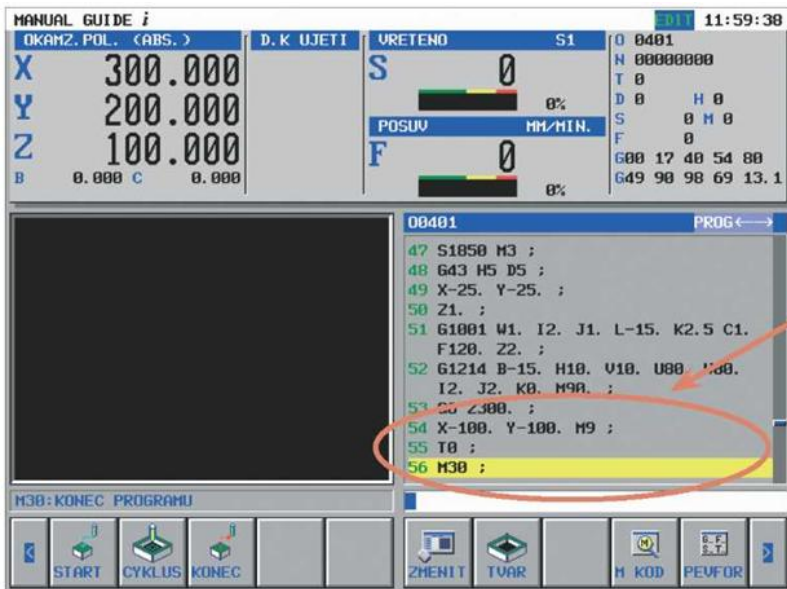 MANUAL GUIDE i EDIT 11:59:38
OKAMZ.POL. (ABS.) D.K UJETI VRETENO S1
X 300.000
Y 200.000
Z 100.000
B 0.000 C 0.000
S 0
0%
POSUV MM/MIN.
F 0
0%
O 0401
N 00000000
T 0
D 0 H 0
S 0 M 0
F 0
G00 17 40 54 80
G49 90 98 69 13.1
O0401 PROG←→
47 S1850 M3 ;
48 G43 H5 D5 ;
49 X-25. Y-25. ;
50 Z1. ;
51 G1001 W1. I2. J1. L-15. K2.5 C1.
F120. Z2. ;
52 G1214 B-15. H10. V10. U80.
I2. J2. K0. M90. ;
53 Z300. ;
54 X-100. Y-100. M9 ;
55 T0 ;
56 M30 ;
M30:KONEC PROGRAMU
START CYKLUS KONEC ZMENIT TVAR M KOD PEVFOR